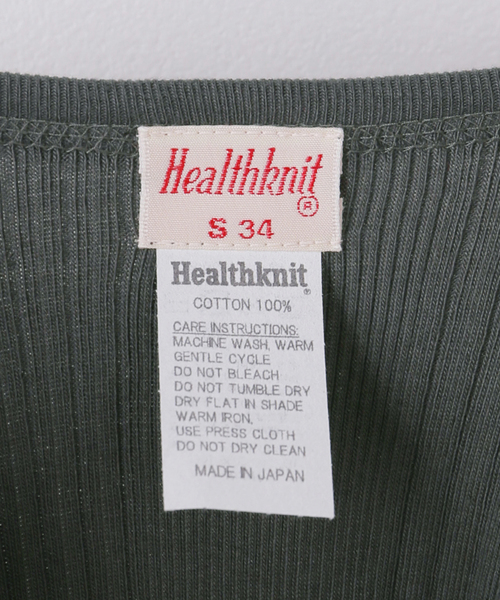 Healthknit®
S 34
Healthknit®
COTTON 100%
CARE INSTRUCTIONS:
MACHINE WASH, WARM
GENTLE CYCLE
DO NOT BLEACH
DO NOT TUMBLE DRY
DRY FLAT IN SHADE
WARM IRON,
USE PRESS CLOTH
DO NOT DRY CLEAN
MADE IN JAPAN